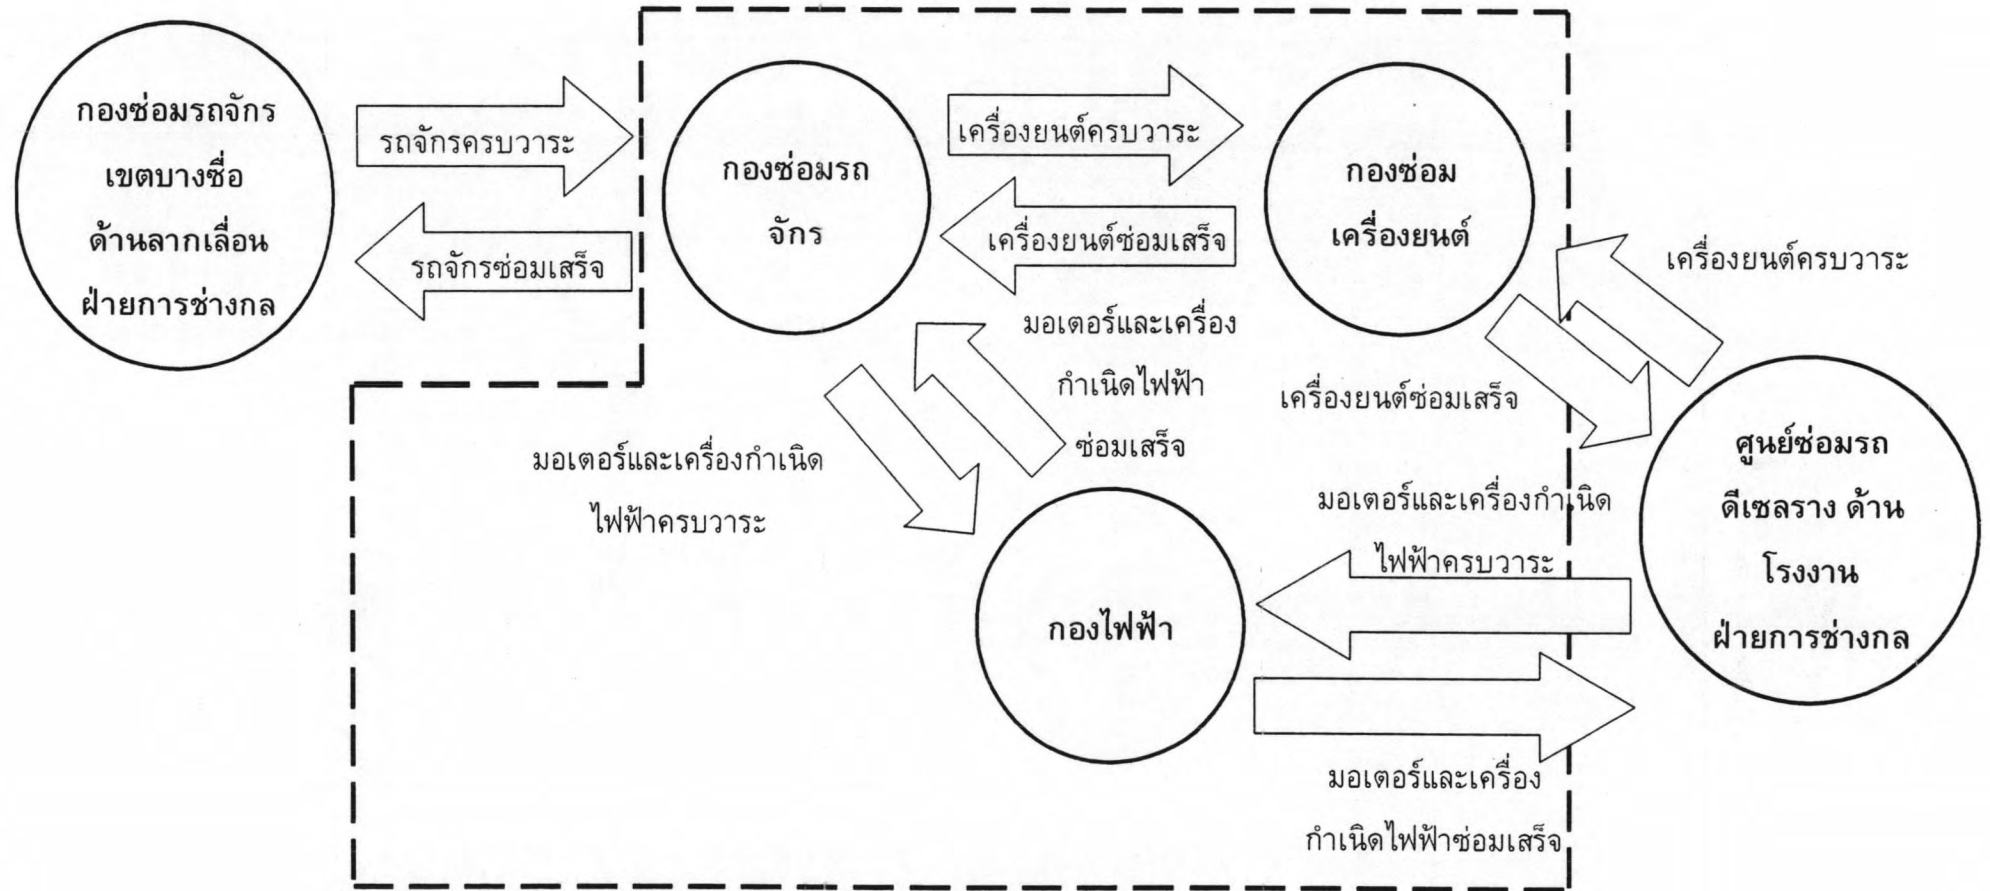 กองซ่อมรถจักร
เขตบางซื่อ
ด้านลากเลื่อน
ฝ่ายการช่างกล
รถจักรครบวาระ
รถจักรซ่อมเสร็จ
กองซ่อมรถ
จักร
เครื่องยนต์ครบวาระ
เครื่องยนต์ซ่อมเสร็จ
กองซ่อม
เครื่องยนต์
เครื่องยนต์ครบวาระ
เครื่องยนต์ซ่อมเสร็จ
มอเตอร์และเครื่อง
กำเนิดไฟฟ้า
ซ่อมเสร็จ
มอเตอร์และเครื่องกำเนิด
ไฟฟ้าครบวาระ
กองไฟฟ้า
มอเตอร์และเครื่องกำเนิด
ไฟฟ้าครบวาระ
ศูนย์ซ่อมรถ
ดีเซลราง ด้าน
โรงงาน
ฝ่ายการช่างกล
มอเตอร์และเครื่อง
กำเนิดไฟฟ้าซ่อมเสร็จ